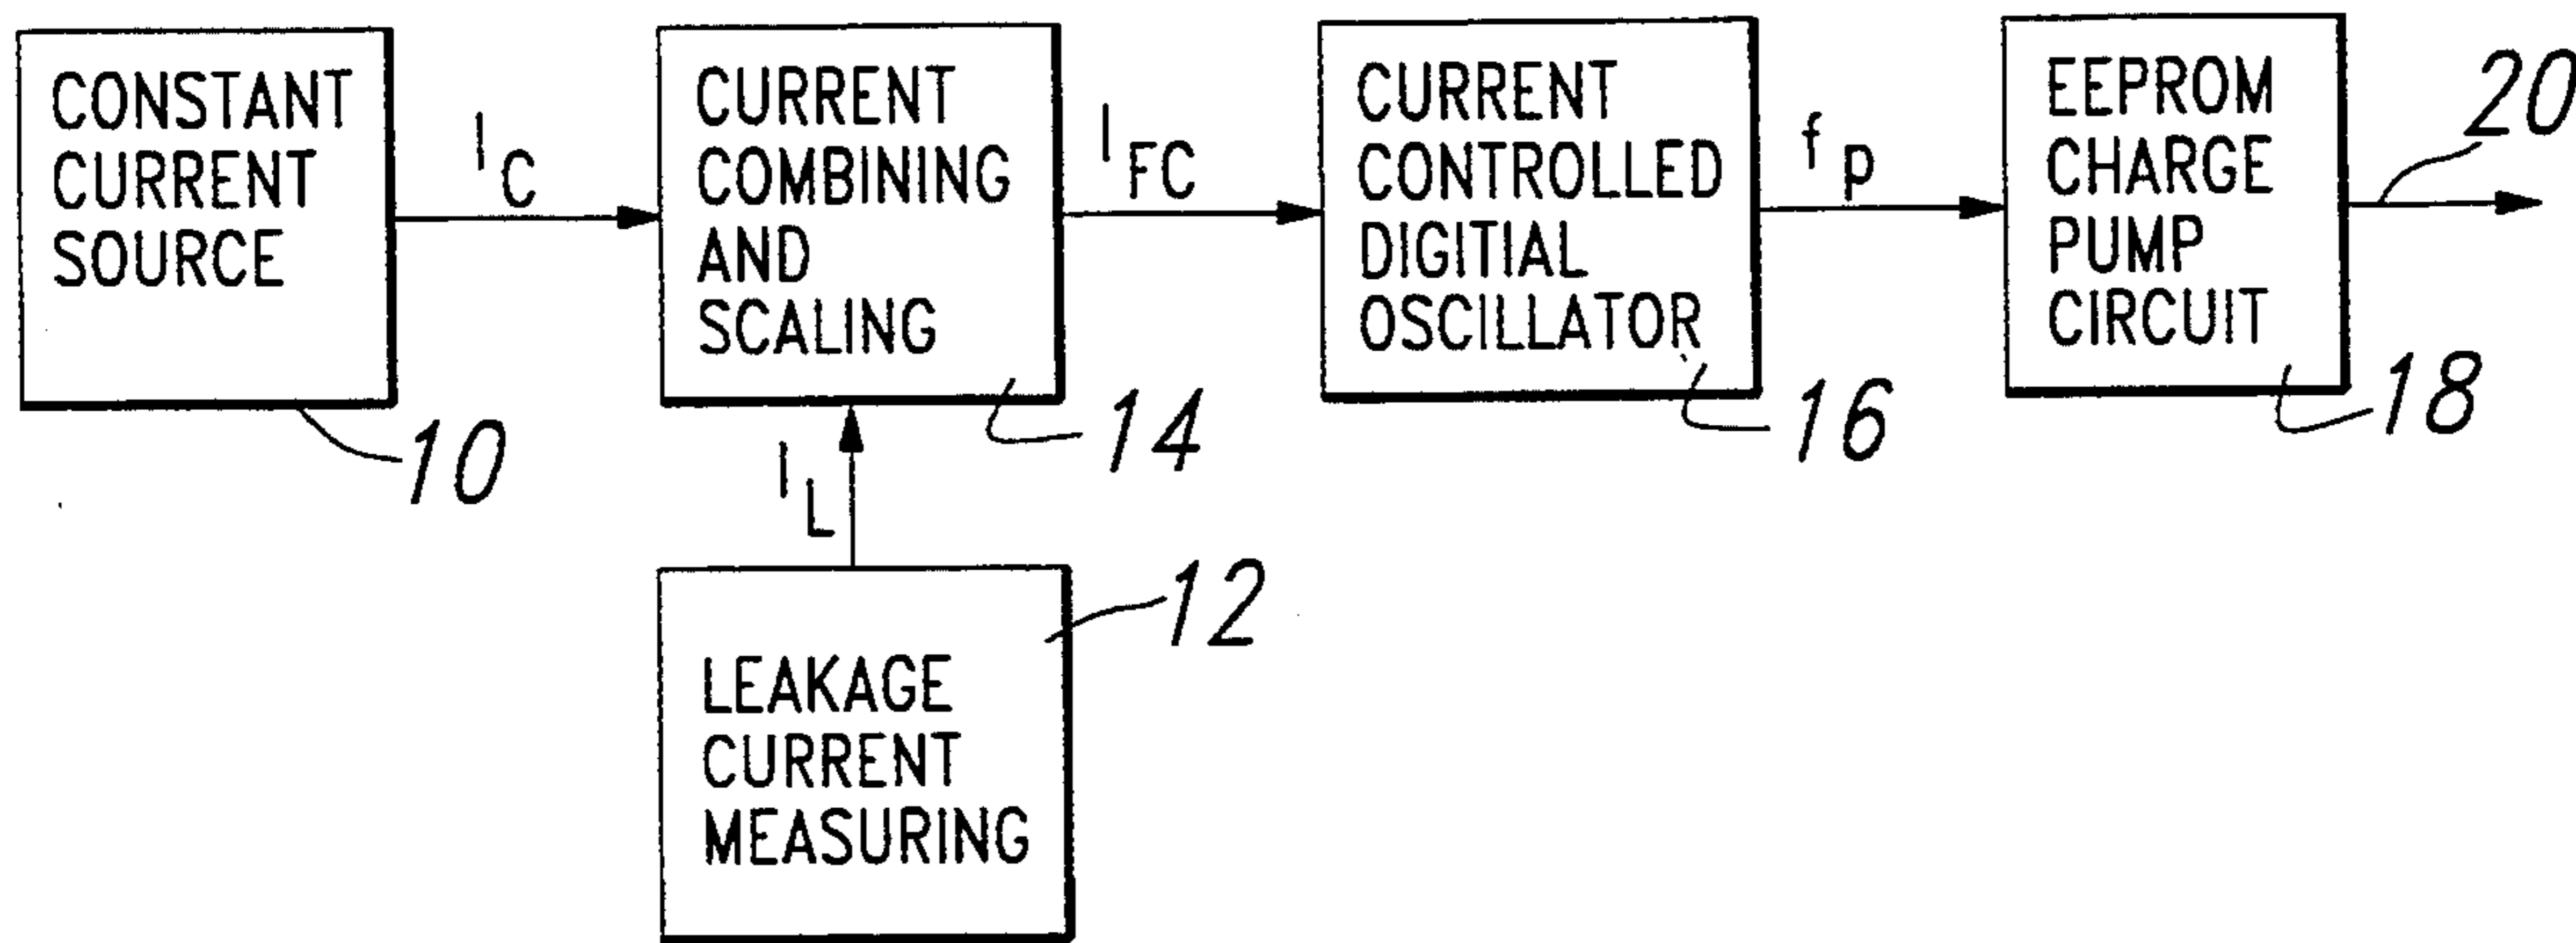 CONSTANT
CURRENT
SOURCE
10
I C
CURRENT
COMBINING
AND
SCALING
14
I FC
CURRENT
CONTROLLED
DIGITIAL
OSCILLATOR
16
f p
EEPROM
CHARGE
PUMP
CIRCUIT
18
20
I L
LEAKAGE
CURRENT
MEASURING
12